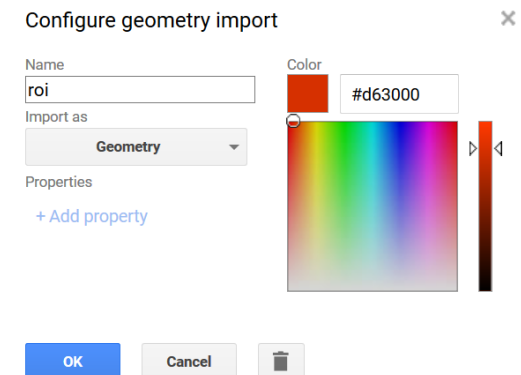 Configure geometry import
Name
roi
Import as
Geometry
Properties
+ Add property
Color
#d63000
OK
Cancel